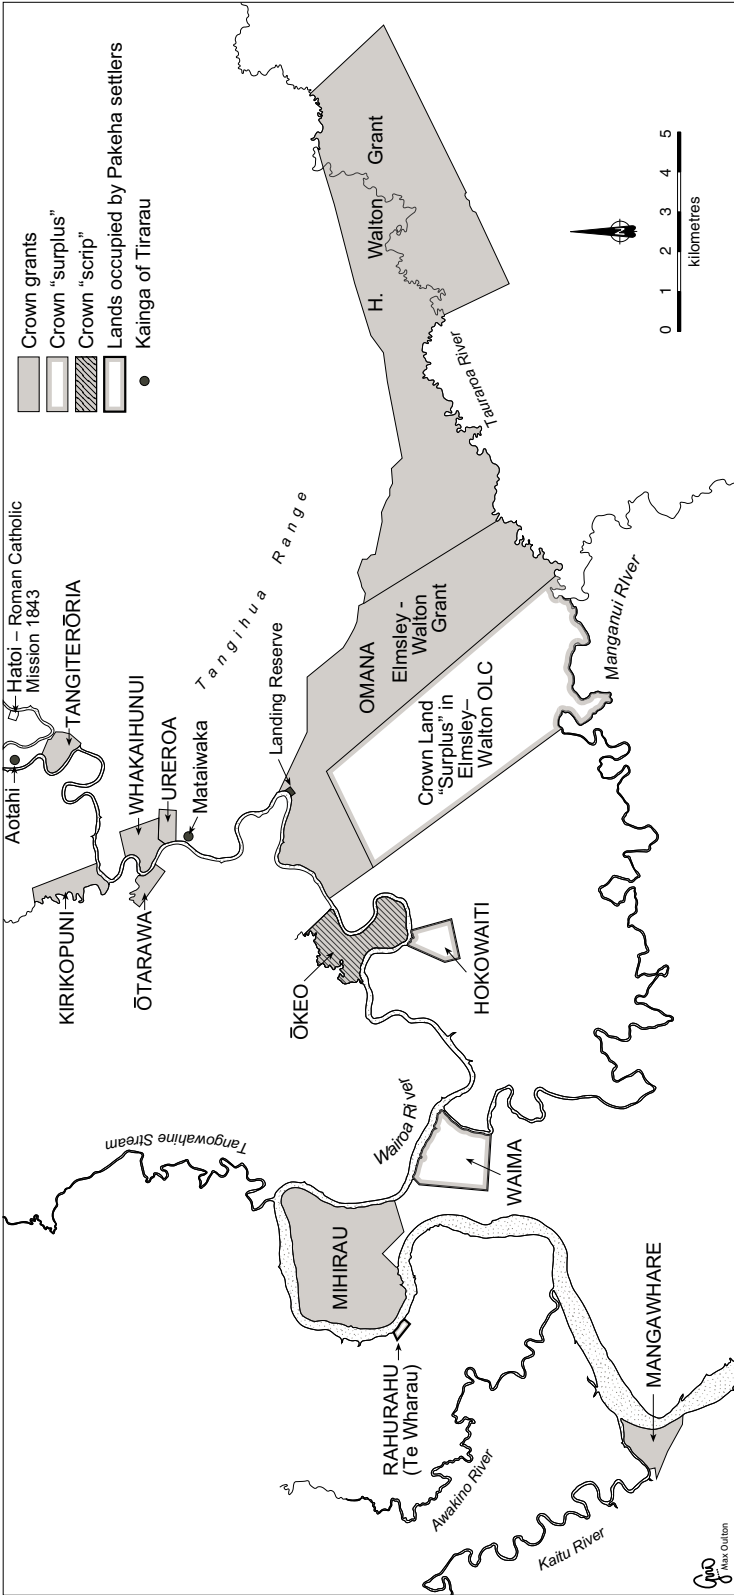 Hatoi – Roman Catholic
Mission 1843
Aotahi
TANGITERŌRIA
KIRIKOPUNI
WHAKAIHUNUI
ŌTARAWA
UREROA
Mataiwaka
Tangihua Range
Landing Reserve
Crown grants
Crown “surplus”
Crown “scrip”
Lands occupied by Pakeha settlers
Kainga of Tirarau
H. Walton Grant
Tauraroa River
OMANA
Elmsley -
Walton
Grant
Crown Land
“Surplus” in
Elmsley–
Walton OLC
Manganui RIver
ŌKEO
HOKOWAITI
Tangowahine Stream
Wairoa River
WAIMA
MIHIRAU
RAHURAHU
(Te Wharau)
Awakino River
Kaitu River
MANGAWHARE
N
0 1 2 3 4 5
kilometres
Max Oulton